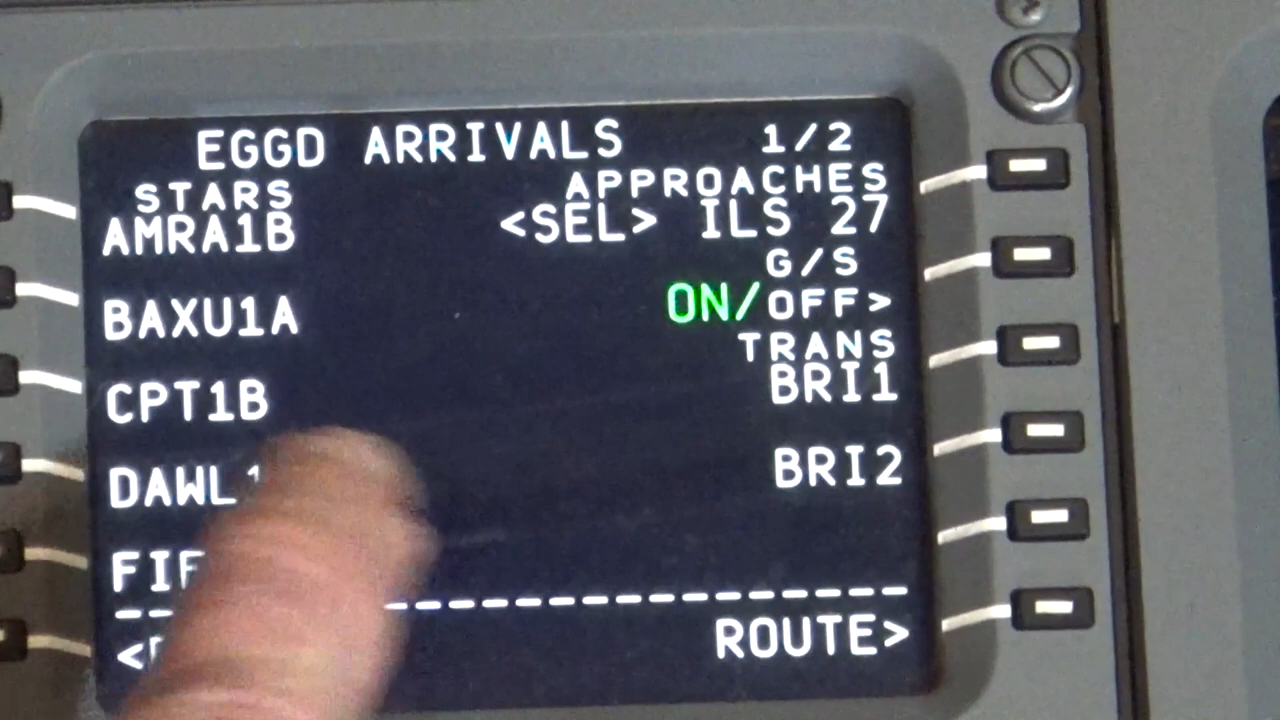 EGGD ARRIVALS 1/2
STARS APPROACHES
AMRA1B <SEL> ILS 27
G/S
BAXU1A ON/OFF>
TRANS
CPT1B BRI1
BRI2
ROUTE>